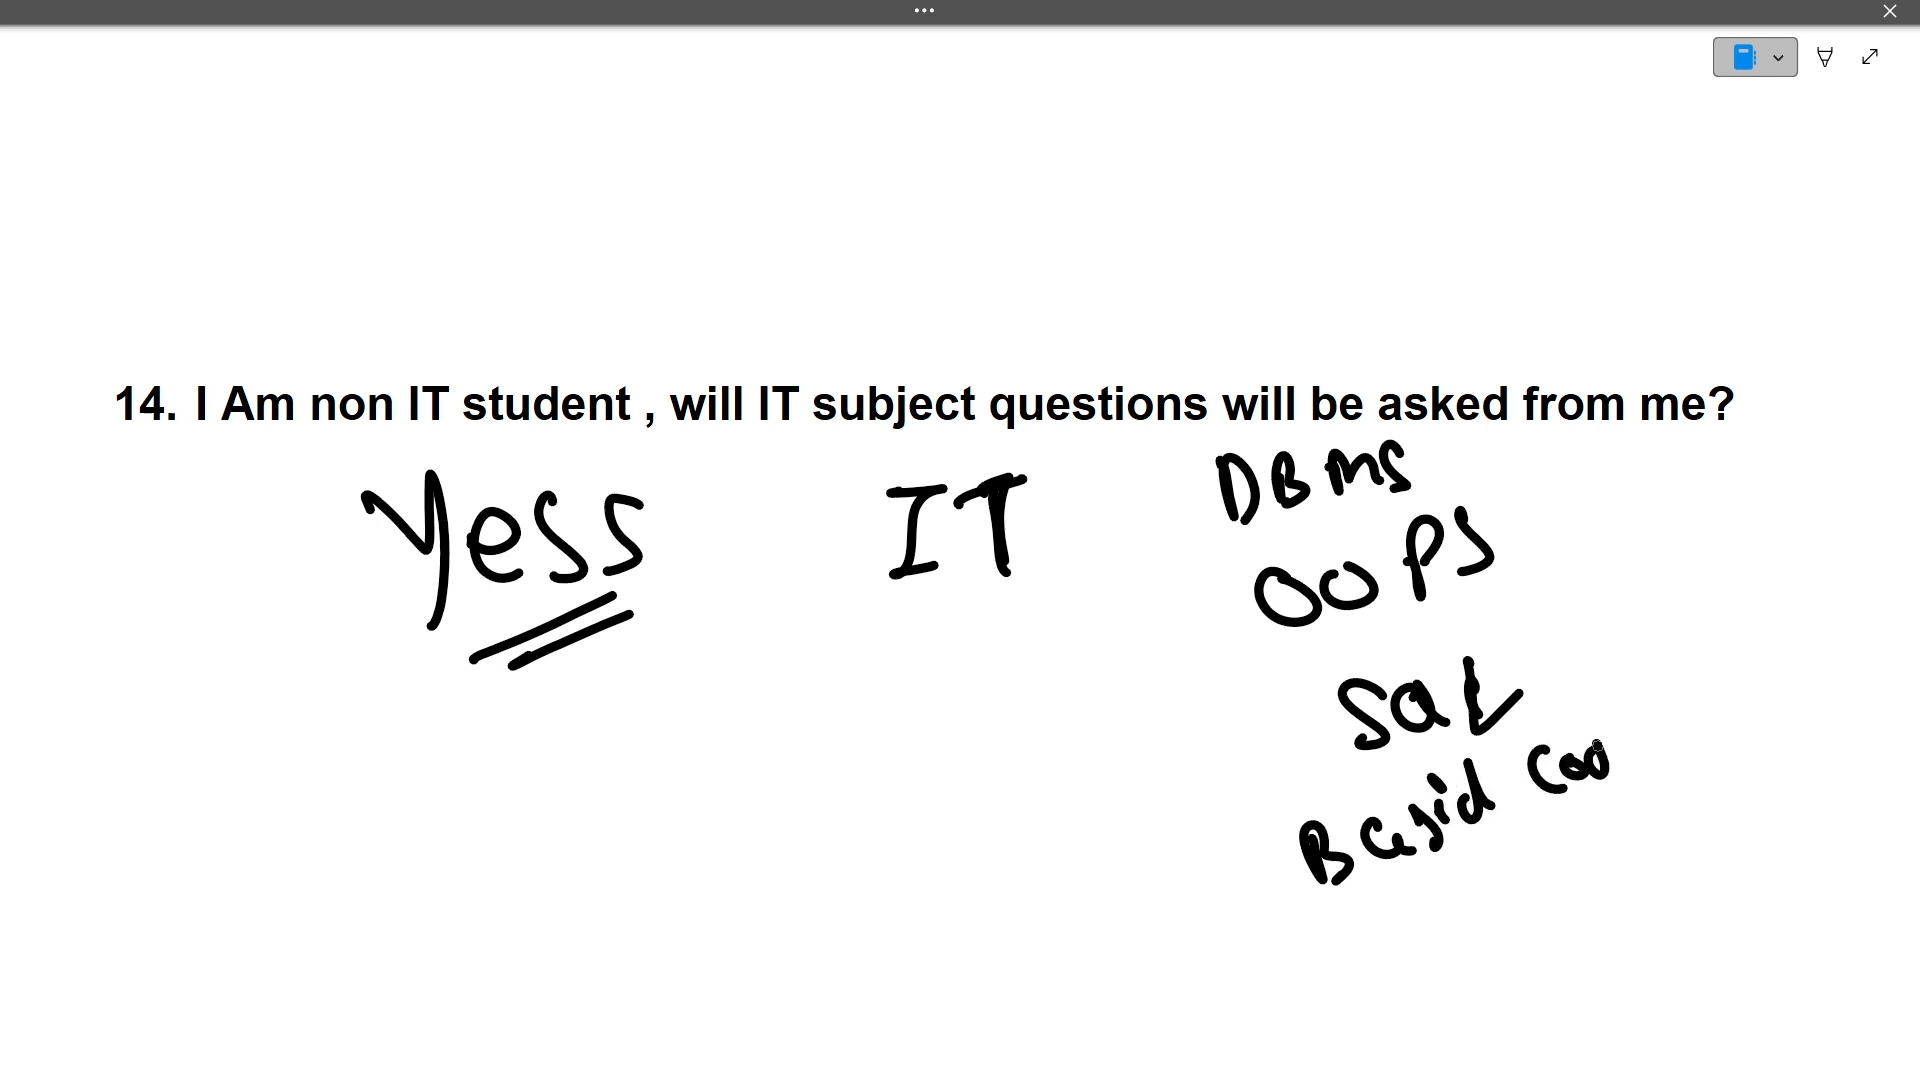 14. I Am non IT student , will IT subject questions will be asked from me?
Yess IT DBMS
OOPS
SQL
Basic